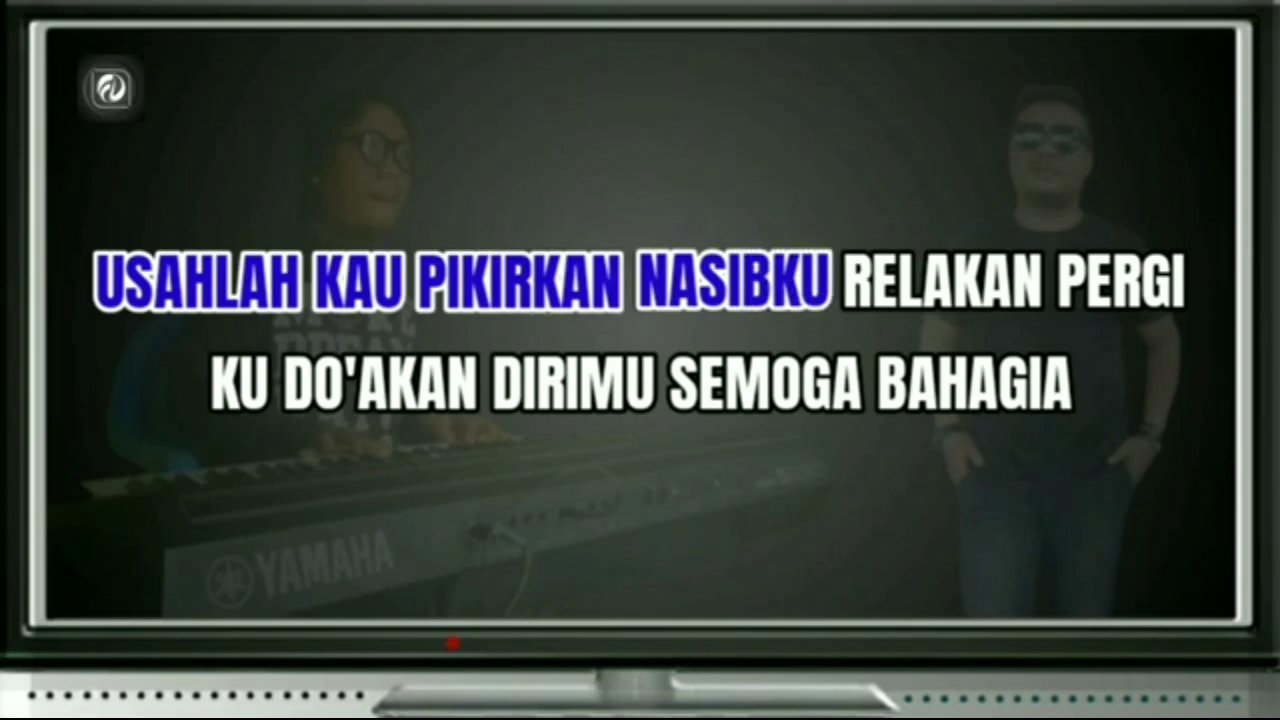 USAHLAH KAU PIKIRKAN NASIBKU RELAKAN PERGI
KU DO'AKAN DIRIMU SEMOGA BAHAGIA
YAMAHA